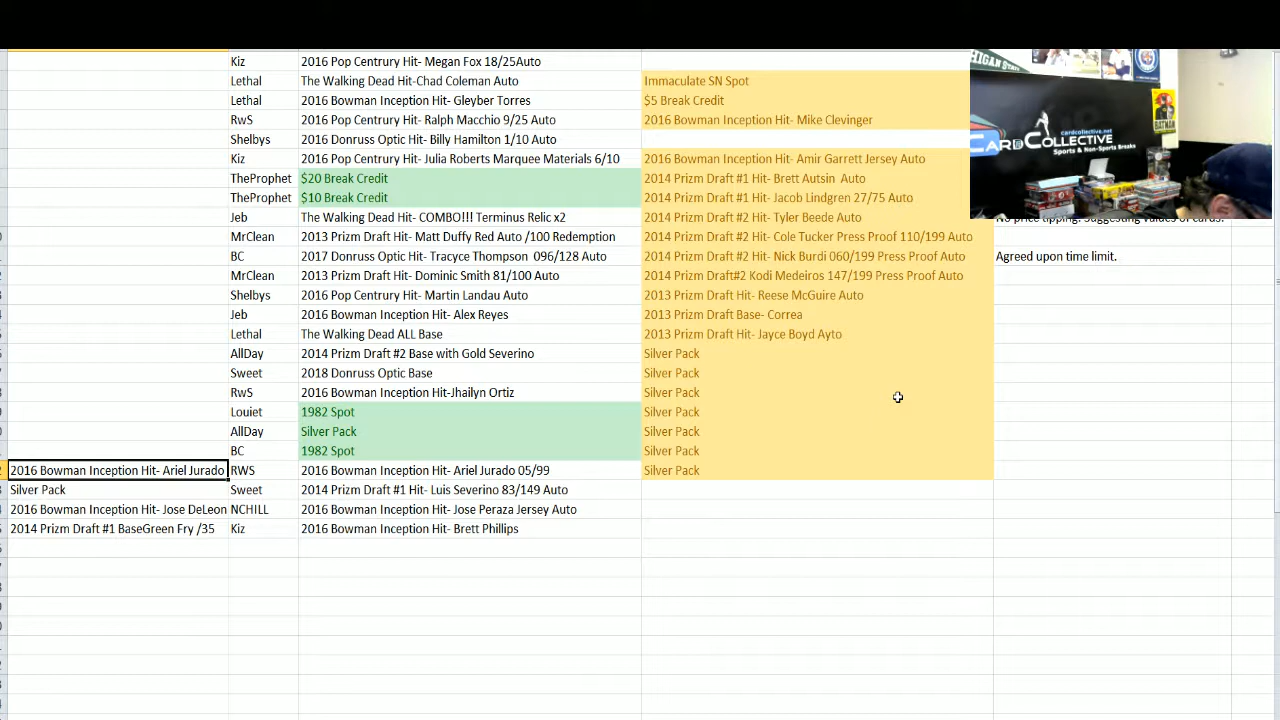 Kiz 2016 Pop Centrury Hit- Megan Fox 18/25Auto
Lethal The Walking Dead Hit-Chad Coleman Auto Immaculate SN Spot
Lethal 2016 Bowman Inception Hit- Gleyber Torres $5 Break Credit
RwS 2016 Pop Centrury Hit- Ralph Macchio 9/25 Auto 2016 Bowman Inception Hit- Mike Clevinger
Shelbys 2016 Donruss Optic Hit- Billy Hamilton 1/10 Auto
Kiz 2016 Pop Centrury Hit- Julia Roberts Marquee Materials 6/10 2016 Bowman Inception Hit- Amir Garrett Jersey Auto
TheProphet $20 Break Credit 2014 Prizm Draft #1 Hit- Brett Autsin Auto
TheProphet $10 Break Credit 2014 Prizm Draft #1 Hit- Jacob Lindgren 27/75 Auto
Jeb The Walking Dead Hit- COMBO!!! Terminus Relic x2 2014 Prizm Draft #2 Hit- Tyler Beede Auto No price tipping. Suggesting values of cards.
MrClean 2013 Prizm Draft Hit- Matt Duffy Red Auto /100 Redemption 2014 Prizm Draft #2 Hit- Cole Tucker Press Proof 110/199 Auto
BC 2017 Donruss Optic Hit- Tracyce Thompson 096/128 Auto 2014 Prizm Draft #2 Hit- Nick Burdi 060/199 Press Proof Auto Agreed upon time limit.
MrClean 2013 Prizm Draft Hit- Dominic Smith 81/100 Auto 2014 Prizm Draft#2 Kodi Medeiros 147/199 Press Proof Auto
Shelbys 2016 Pop Centrury Hit- Martin Landau Auto 2013 Prizm Draft Hit- Reese McGuire Auto
Jeb 2016 Bowman Inception Hit- Alex Reyes 2013 Prizm Draft Base- Correa
Lethal The Walking Dead ALL Base 2013 Prizm Draft Hit- Jayce Boyd Ayto
AllDay 2014 Prizm Draft #2 Base with Gold Severino Silver Pack
Sweet 2018 Donruss Optic Base Silver Pack
RwS 2016 Bowman Inception Hit-Jhailyn Ortiz Silver Pack
Louiet 1982 Spot Silver Pack
AllDay Silver Pack Silver Pack
BC 1982 Spot Silver Pack
2016 Bowman Inception Hit- Ariel Jurado RWS 2016 Bowman Inception Hit- Ariel Jurado 05/99 Silver Pack
Silver Pack Sweet 2014 Prizm Draft #1 Hit- Luis Severino 83/149 Auto
2016 Bowman Inception Hit- Jose DeLeon NCHILL 2016 Bowman Inception Hit- Jose Peraza Jersey Auto
2014 Prizm Draft #1 BaseGreen Fry /35 Kiz 2016 Bowman Inception Hit- Brett Phillips
HIGAN STAT
cardcollective.net
CARDCOLLECTIVE
Sports & Non-Sports Breaks
BATMAN